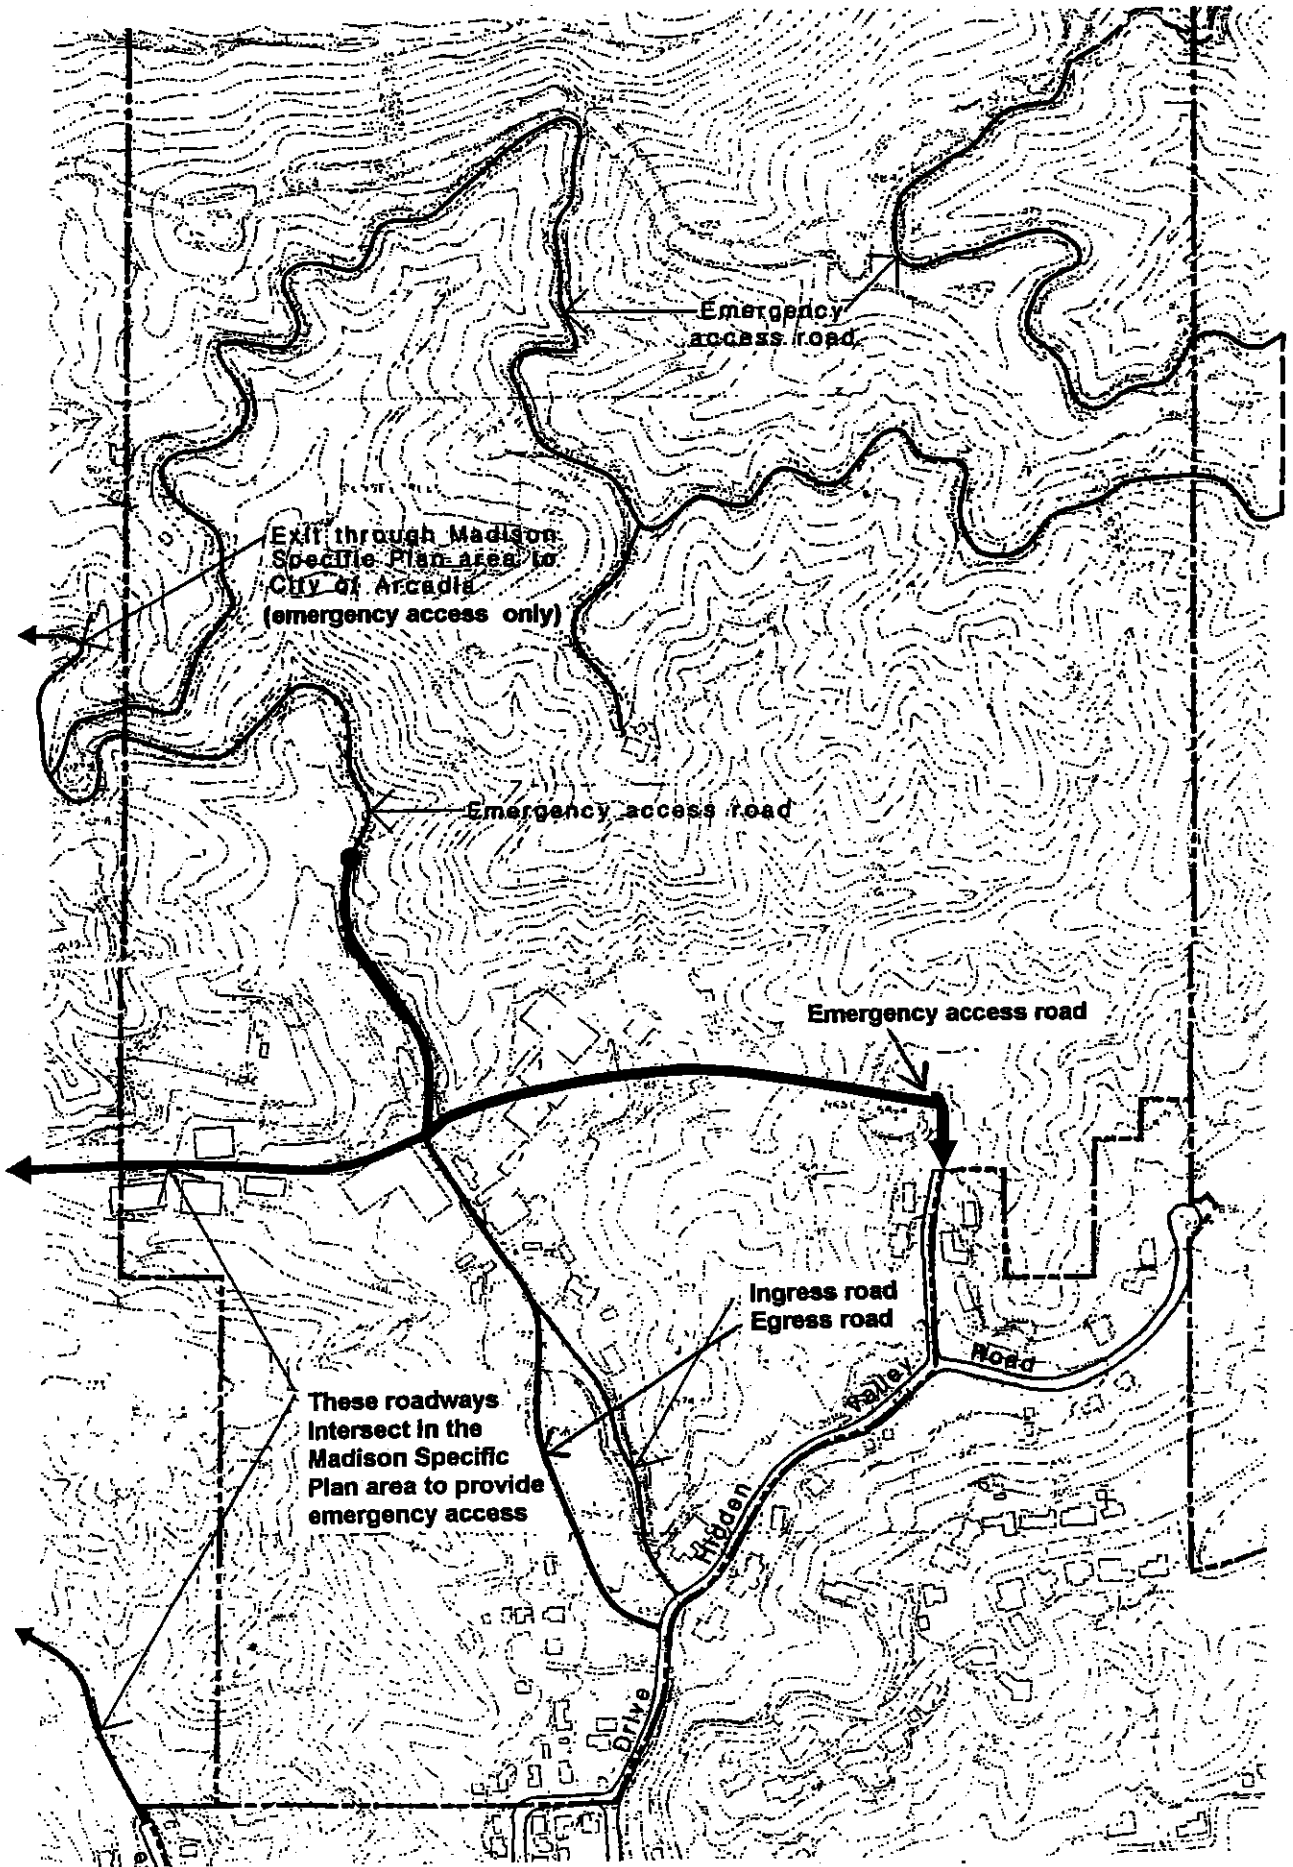 Emergency
access road
Exit through Madison
Specific Plan area to
City of Arcadia
(emergency access only)
Emergency access road
Emergency access road
Ingress road
Egress road
Hidden Valley Road
These roadways
Intersect in the
Madison Specific
Plan area to provide
emergency access
Drive